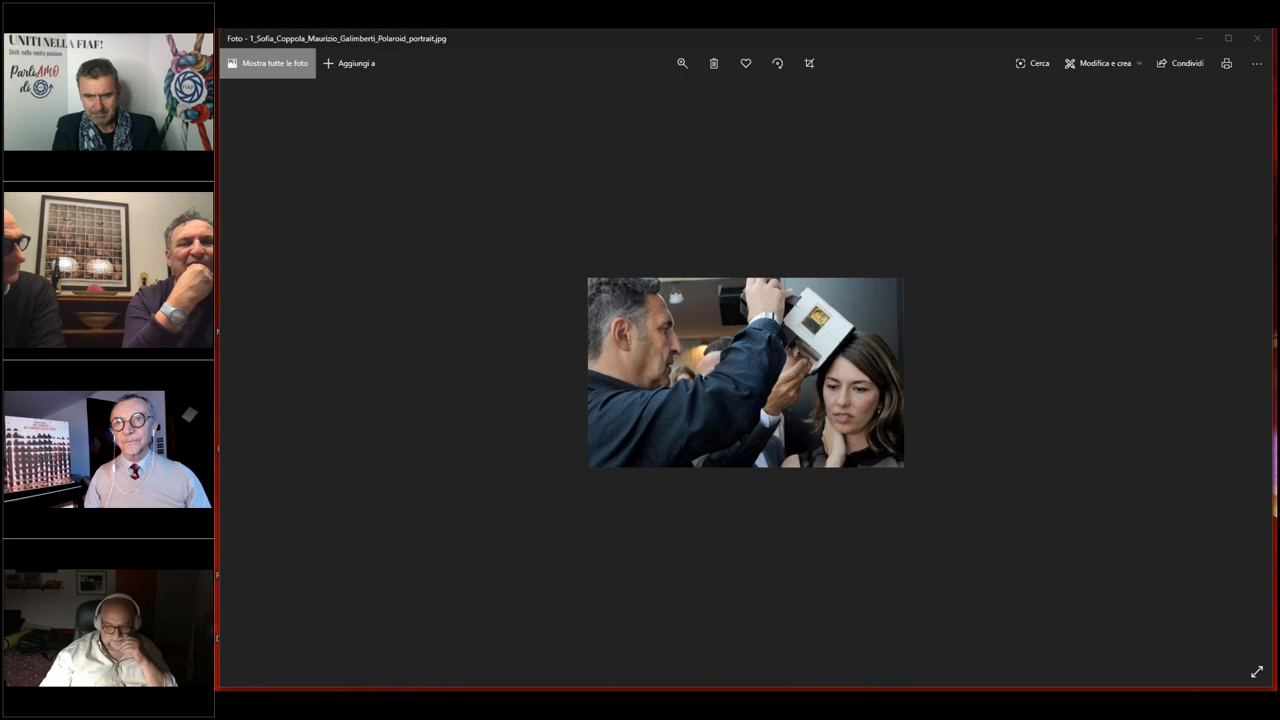 UNITI NELLA FIAF!
Uniti nella nostra passione
ParliAMO
di
FIAF
Foto - 1_Sofia_Coppola_Maurizio_Galimberti_Polaroid_portrait.jpg
Mostra tutte le foto
Aggiungi a
Cerca
Modifica e crea
Condividi